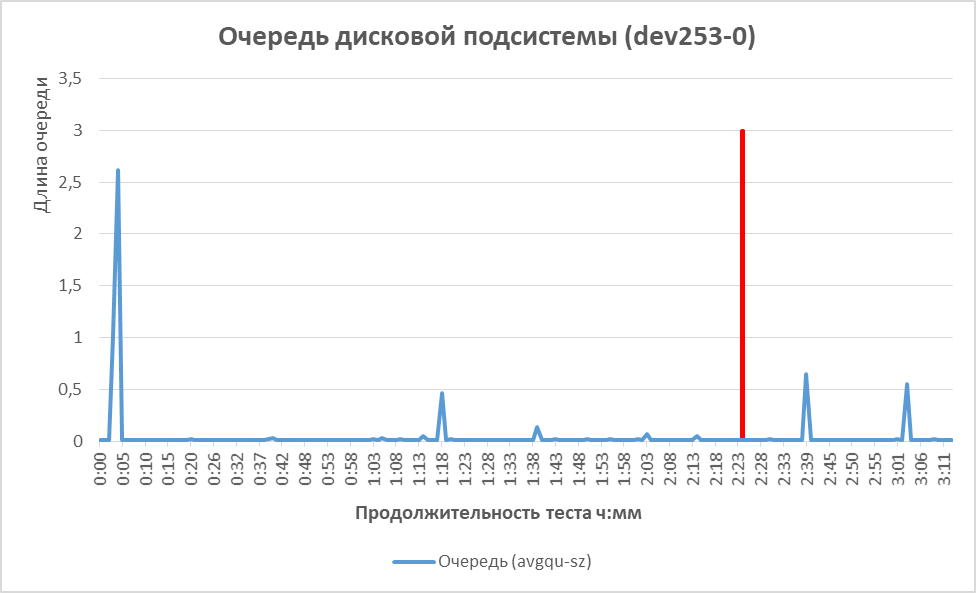 Очередь дисковой подсистемы (dev253-0)
Длина очереди
3,5
3
2,5
2
1,5
1
0,5
0
0:00 0:05 0:10 0:15 0:20 0:26 0:32 0:37 0:42 0:48 0:53 0:58 1:03 1:08 1:13 1:18 1:23 1:28 1:33 1:38 1:43 1:48 1:53 1:58 2:03 2:08 2:13 2:18 2:23 2:28 2:33 2:39 2:45 2:50 2:55 3:01 3:06 3:11
Продолжительность теста ч:мм
Очередь (avgqu-sz)